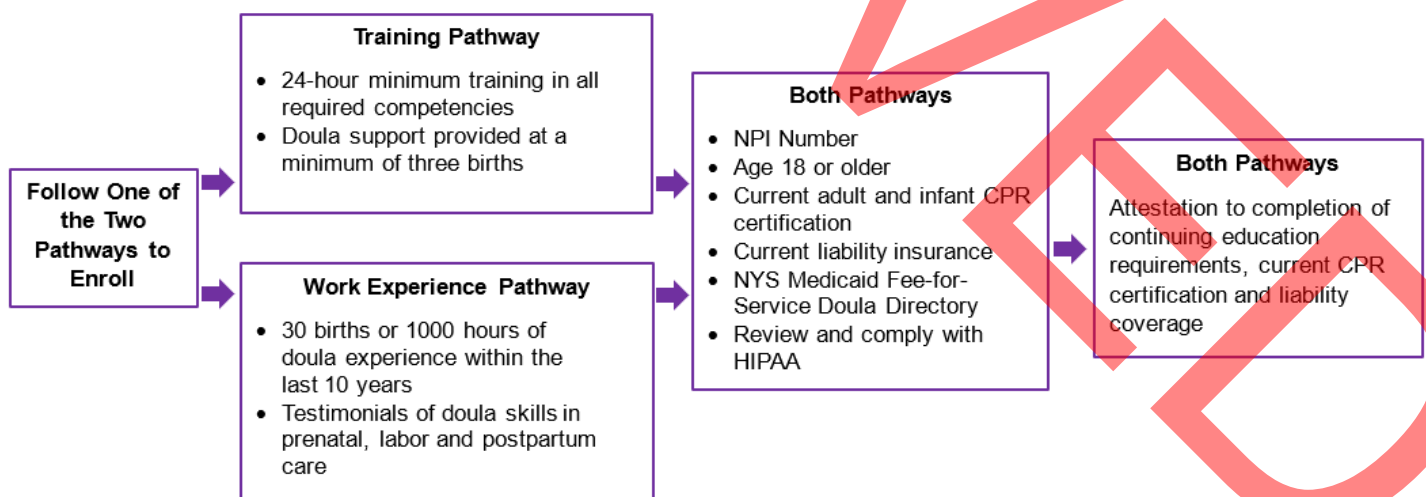 Follow One of
the Two
Pathways to
Enroll
Training Pathway
• 24-hour minimum training in all
required competencies
• Doula support provided at a
minimum of three births
Work Experience Pathway
• 30 births or 1000 hours of
doula experience within the
last 10 years
• Testimonials of doula skills in
prenatal, labor and postpartum
care
Both Pathways
• NPI Number
• Age 18 or older
• Current adult and infant CPR
certification
• Current liability insurance
• NYS Medicaid Fee-for-
Service Doula Directory
• Review and comply with
HIPAA
Both Pathways
Attestation to completion of
continuing education
requirements, current CPR
certification and liability
coverage